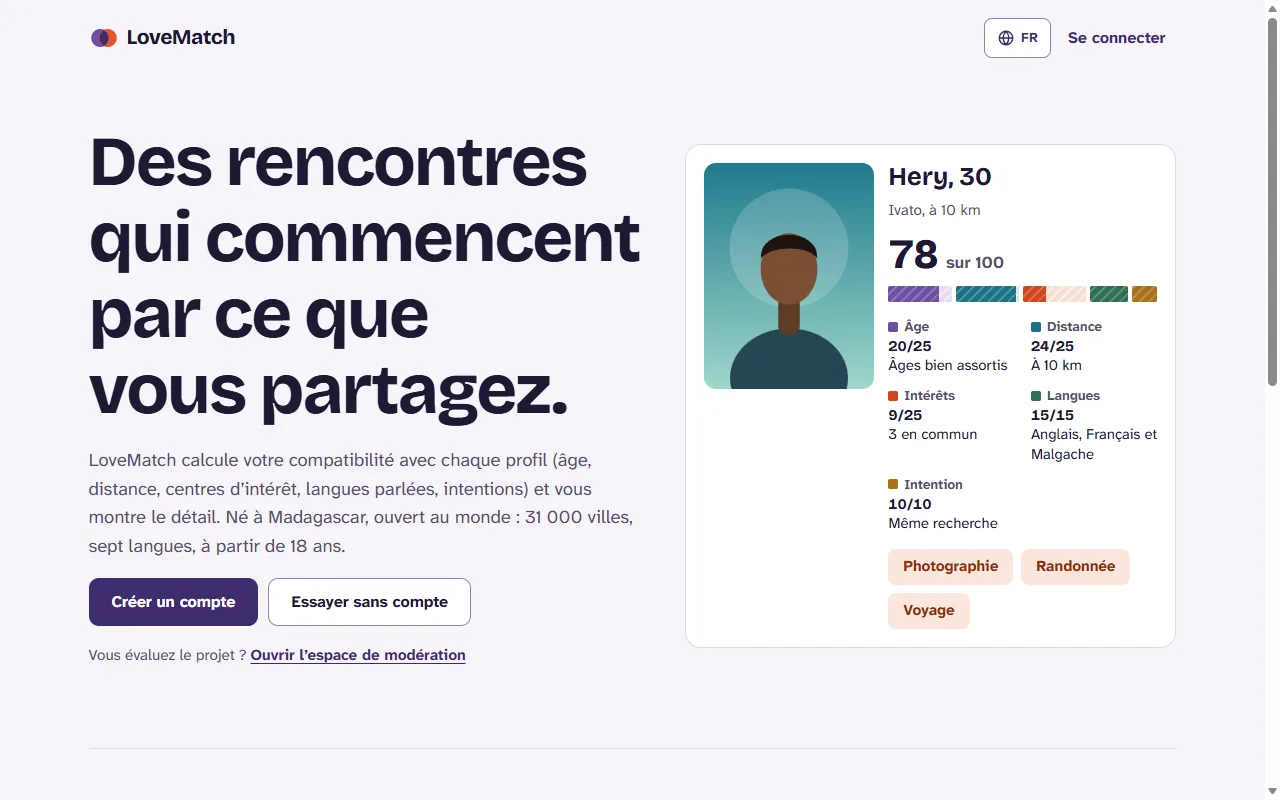 LoveMatch
FR
Se connecter
Des rencontres
qui commencent
par ce que
vous partagez.
LoveMatch calcule votre compatibilité avec chaque profil (âge,
distance, centres d’intérêt, langues parlées, intentions) et vous
montre le détail. Né à Madagascar, ouvert au monde : 31 000 villes,
sept langues, à partir de 18 ans.
Créer un compte
Essayer sans compte
Vous évaluez le projet ? Ouvrir l’espace de modération
Hery, 30
Ivato, à 10 km
78 sur 100
Âge
20/25
Âges bien assortis
Distance
24/25
À 10 km
Intérêts
9/25
3 en commun
Langues
15/15
Anglais, Français et
Malgache
Intention
10/10
Même recherche
Photographie
Randonnée
Voyage